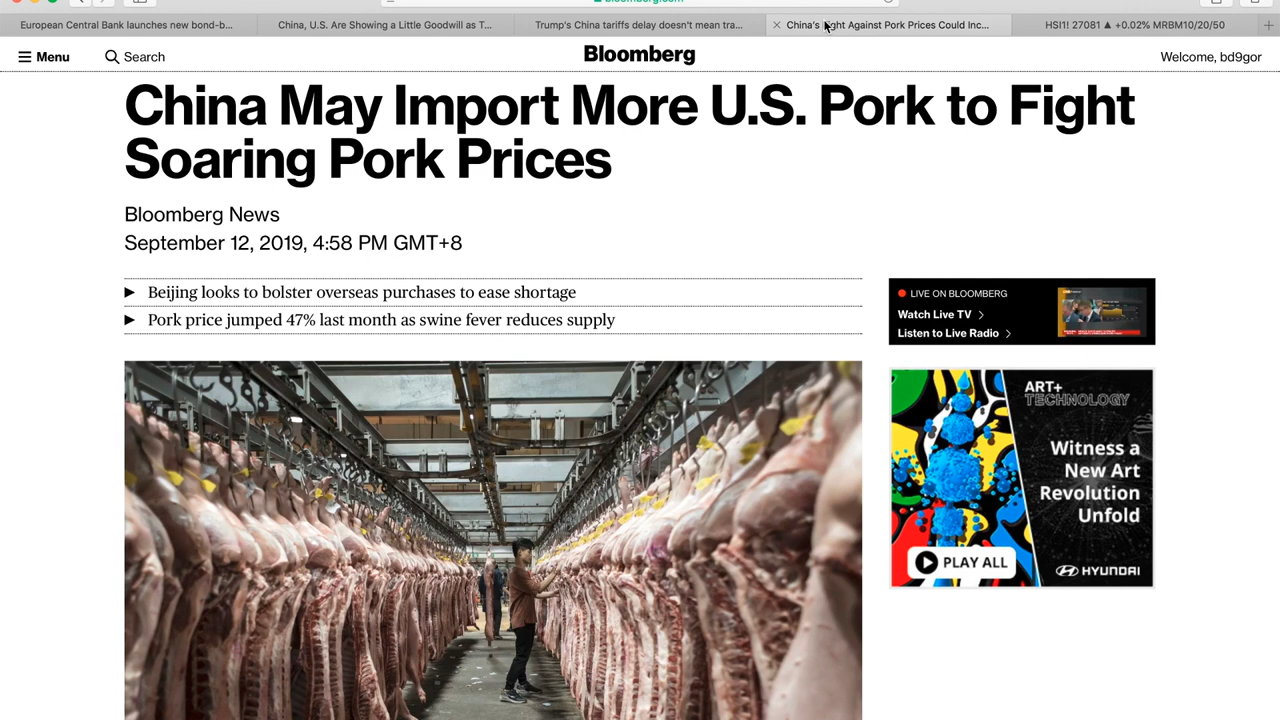 bloomberg.com
European Central Bank launches new bond-b...
China, U.S. Are Showing a Little Goodwill as T...
Trump's China tariffs delay doesn't mean tra...
China's Fight Against Pork Prices Could Inc...
HSI1! 27081 ▲ +0.02% MRBM10/20/50
Menu
Search
Bloomberg
Welcome, bd9gor
China May Import More U.S. Pork to Fight
Soaring Pork Prices
Bloomberg News
September 12, 2019, 4:58 PM GMT+8
Beijing looks to bolster overseas purchases to ease shortage
Pork price jumped 47% last month as swine fever reduces supply
LIVE ON BLOOMBERG
Watch Live TV
Listen to Live Radio
ART+
TECHNOLOGY
Witness a
New Art
Revolution
Unfold
PLAY ALL
HYUNDAI